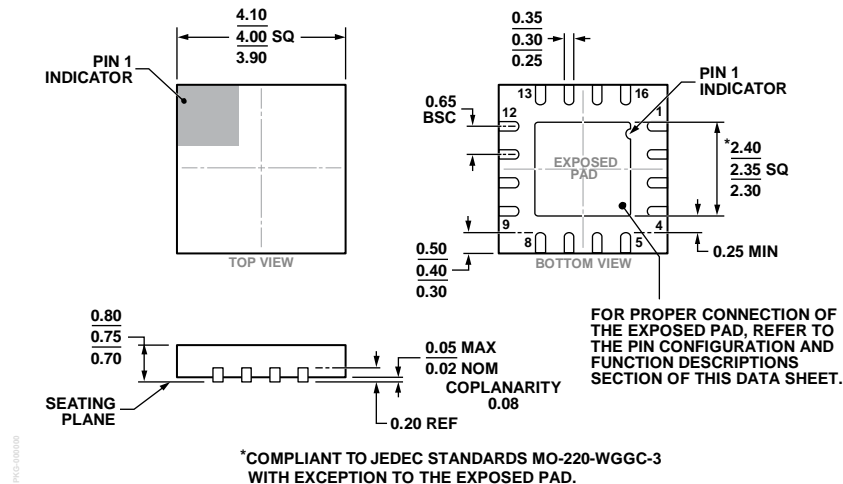 4.10
4.00 SQ
3.90
PIN 1
INDICATOR
TOP VIEW
0.35
0.30
0.25
0.65
BSC
PIN 1
INDICATOR
13
16
12
1
EXPOSED
PAD
*2.40
2.35 SQ
2.30
9
4
8
5
0.25 MIN
BOTTOM VIEW
0.50
0.40
0.30
FOR PROPER CONNECTION OF
THE EXPOSED PAD, REFER TO
THE PIN CONFIGURATION AND
FUNCTION DESCRIPTIONS
SECTION OF THIS DATA SHEET.
0.80
0.75
0.70
SEATING
PLANE
0.05 MAX
0.02 NOM
COPLANARITY
0.08
0.20 REF
*COMPLIANT TO JEDEC STANDARDS MO-220-WGGC-3
WITH EXCEPTION TO THE EXPOSED PAD.
PKG-000000